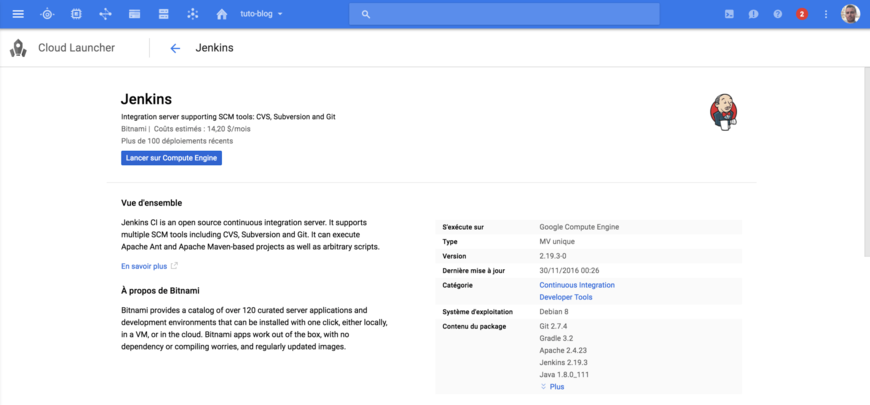 tuto-blog
2
Cloud Launcher
Jenkins
Jenkins
Integration server supporting SCM tools: CVS, Subversion and Git
Bitnami | Coûts estimés : 14,20 $/mois
Plus de 100 déploiements récents
Lancer sur Compute Engine
Vue d'ensemble
Jenkins CI is an open source continuous integration server. It supports
multiple SCM tools including CVS, Subversion and Git. It can execute
Apache Ant and Apache Maven-based projects as well as arbitrary scripts.
En savoir plus
À propos de Bitnami
Bitnami provides a catalog of over 120 curated server applications and
development environments that can be installed with one click, either locally,
in a VM, or in the cloud. Bitnami apps work out of the box, with no
dependency or compiling worries, and regularly updated images.
S'exécute sur Google Compute Engine
Type MV unique
Version 2.19.3-0
Dernière mise à jour 30/11/2016 00:26
Catégorie Continuous Integration
Developer Tools
Système d'exploitation Debian 8
Contenu du package Git 2.7.4
Gradle 3.2
Apache 2.4.23
Jenkins 2.19.3
Java 1.8.0_111
Plus